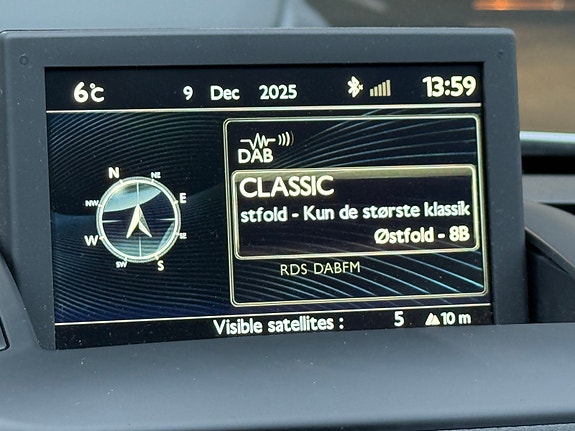 6°c 9 Dec 2025 13:59
DAB
CLASSIC
stfold - Kun de største klassik
Østfold - 8B
RDS DABFM
N
NE
E
SE
S
SW
W
NW
Visible satellites : 5 10 m